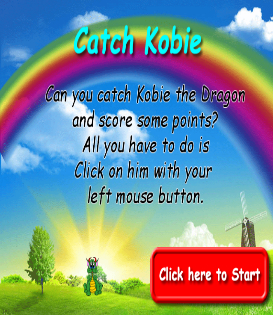 Catch Kobie
Can you catch Kobie the Dragon
and score some points?
All you have to do is
Click on him with your
left mouse button.
Click here to Start